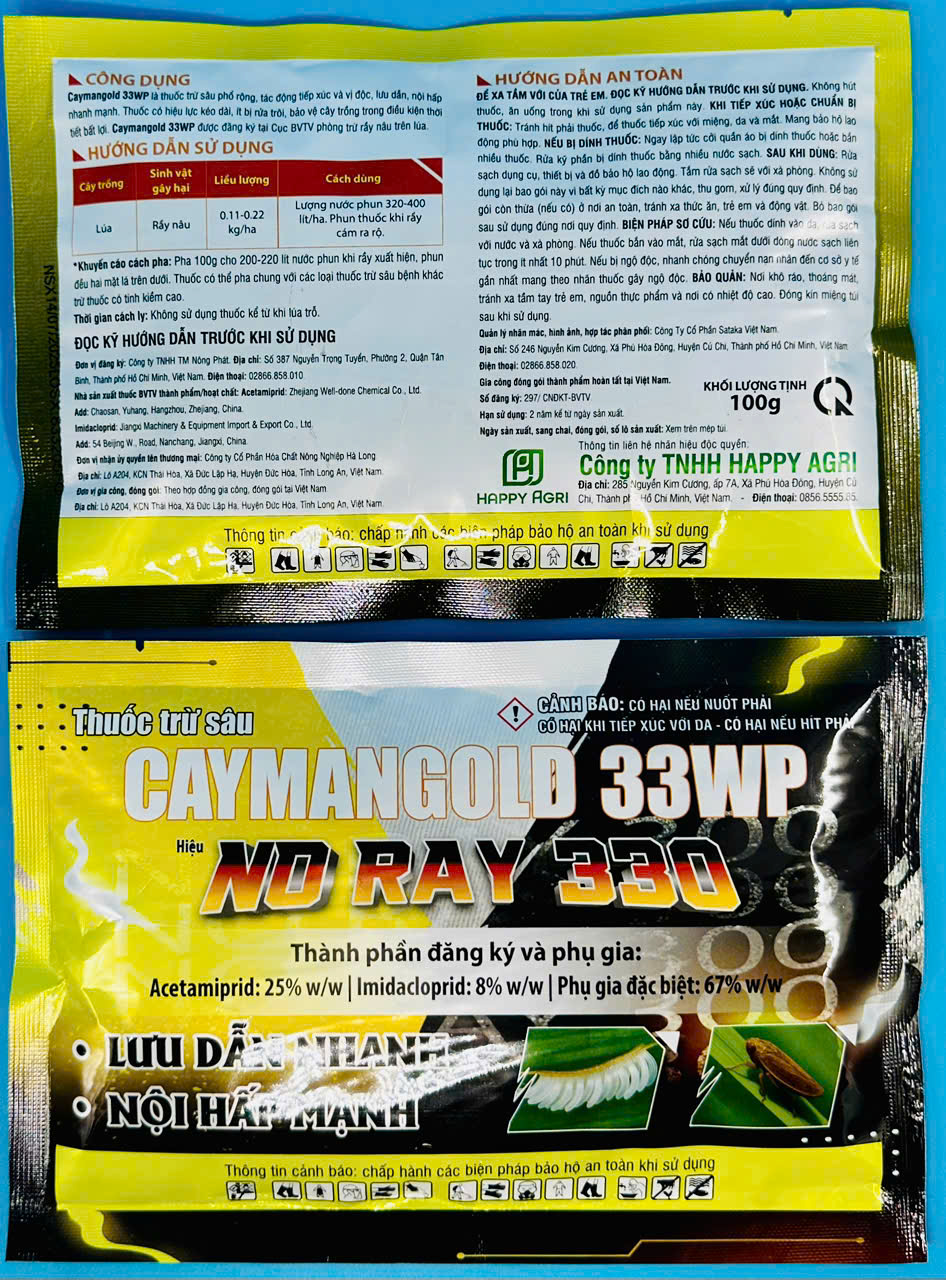 CÔNG DỤNG
Caymangold 33WP là thuốc trừ sâu phổ rộng, tác động tiếp xúc và vị độc, lưu dẫn, nội hấp
nhanh mạnh. Thuốc có hiệu lực kéo dài, ít bị rửa trôi, bảo vệ cây trồng trong điều kiện thời
tiết bất lợi. Caymangold 33WP được đăng ký tại Cục BVTV phòng trừ rầy nâu trên lúa.
HƯỚNG DẪN SỬ DỤNG
Cây trồng
Sinh vật
gây hại
Liều lượng
Cách dùng
Lúa
Rầy nâu
0.11-0.22
kg/ha
Lượng nước phun 320-400
lít/ha. Phun thuốc khi rầy
cám ra rộ.
*Khuyến cáo cách pha: Pha 100g cho 200-220 lít nước phun khi rầy xuất hiện, phun
đều hai mặt lá trên dưới. Thuốc có thể pha chung với các loại thuốc trừ sâu bệnh khác
trừ thuốc có tính kiềm cao.
Thời gian cách ly: Không sử dụng thuốc kể từ khi lúa trổ.
ĐỌC KỸ HƯỚNG DẪN TRƯỚC KHI SỬ DỤNG
Đơn vị đăng ký: Công ty TNHH TM Nông Phát. Địa chỉ: Số 387 Nguyễn Trọng Tuyển, Phường 2, Quận Tân
Bình, Thành phố Hồ Chí Minh, Việt Nam. Điện thoại: 02866.858.010
Nhà sản xuất thuốc BVTV thành phẩm/hoạt chất: Acetamiprid: Zhejiang Well-done Chemical Co., Ltd.
Add: Chaosan, Yuhang, Hangzhou, Zhejiang, China.
Imidacloprid: Jiangxi Machinery & Equipment Import & Export Co., Ltd.
Add: 54 Beijing W., Road, Nanchang, Jiangxi, China.
Đơn vị nhận ủy quyền tên thương mại: Công ty Cổ Phần Hóa Chất Nông Nghiệp Hà Long
Địa chỉ: Lô A204, KCN Thái Hòa, Xã Đức Lập Hạ, Huyện Đức Hòa, Tỉnh Long An, Việt Nam.
Đơn vị gia công, đóng gói: Theo hợp đồng gia công, đóng gói tại Việt Nam
Địa chỉ: Lô A204, KCN Thái Hòa, Xã Đức Lập Hạ, Huyện Đức Hòa, Tỉnh Long An, Việt Nam.
HƯỚNG DẪN AN TOÀN
ĐỂ XA TẦM VỚI CỦA TRẺ EM. ĐỌC KỸ HƯỚNG DẪN TRƯỚC KHI SỬ DỤNG. Không hút
thuốc, ăn uống trong khi sử dụng sản phẩm này. KHI TIẾP XÚC HOẶC CHUẨN BỊ
THUỐC: Tránh hít phải thuốc, để thuốc tiếp xúc với miệng, da và mắt. Mang bảo hộ lao
động phù hợp. NẾU BỊ DÍNH THUỐC: Ngay lập tức cởi quần áo bị dính thuốc hoặc bẩn
nhiều thuốc. Rửa kỹ phần bị dính thuốc bằng nhiều nước sạch. SAU KHI DÙNG: Rửa
sạch dụng cụ, thiết bị và đồ bảo hộ lao động. Tắm rửa sạch sẽ với xà phòng. Không sử
dụng lại bao gói này vì bất kỳ mục đích nào khác, thu gom, xử lý đúng quy định. Để bao
gói còn thừa (nếu có) ở nơi an toàn, tránh xa thức ăn, trẻ em và động vật. Bỏ bao gói
sau sử dụng đúng nơi quy định. BIỆN PHÁP SƠ CỨU: Nếu thuốc dính vào da, rửa sạch
với nước và xà phòng. Nếu thuốc bắn vào mắt, rửa sạch mắt dưới dòng nước sạch liên
tục trong ít nhất 10 phút. Nếu bị ngộ độc, nhanh chóng chuyển nạn nhân đến cơ sở y tế
gần nhất mang theo nhãn thuốc gây ngộ độc. BẢO QUẢN: Nơi khô ráo, thoáng mát,
tránh xa tầm tay trẻ em, nguồn thực phẩm và nơi có nhiệt độ cao. Đóng kín miệng túi
sau khi sử dụng.
Quản lý nhãn mác, hình ảnh, hợp tác phân phối: Công Ty Cổ Phần Sataka Việt Nam.
Địa chỉ: Số 246 Nguyễn Kim Cương, Xã Phú Hòa Đông, Huyện Củ Chi, Thành phố Hồ Chí Minh, Việt Nam
Điện thoại: 02866.858.020
Gia công đóng gói thành phẩm hoàn tất tại Việt Nam.
Số đăng ký: 297/ CNĐKT-BVTV
Hạn sử dụng: 2 năm kể từ ngày sản xuất.
Ngày sản xuất, sang chai, đóng gói, số lô sản xuất: Xem trên mép túi.
KHỐI LƯỢNG TỊNH
100g
HAPPY AGRI
Thông tin liên hệ nhãn hiệu độc quyền:
Công ty TNHH HAPPY AGRI
Địa chỉ: 285 Nguyễn Kim Cương, ấp 7A, Xã Phú Hòa Đông, Huyện Củ
Chi, Thành phố Hồ Chí Minh, Việt Nam. - Điện thoại: 0856.5555.85.
Thông tin cảnh báo: chấp hành các biện pháp bảo hộ an toàn khi sử dụng
Thuốc trừ sâu
CẢNH BÁO: CÓ HẠI NẾU NUỐT PHẢI
CÓ HẠI KHI TIẾP XÚC VỚI DA - CÓ HẠI NẾU HÍT PHẢI
CAYMANGOLD 33WP
Hiệu
NO RAY 330
Thành phần đăng ký và phụ gia:
Acetamiprid: 25% w/w | Imidacloprid: 8% w/w | Phụ gia đặc biệt: 67% w/w
• LƯU DẪN NHANH
• NỘI HẤP MẠNH
Thông tin cảnh báo: chấp hành các biện pháp bảo hộ an toàn khi sử dụng